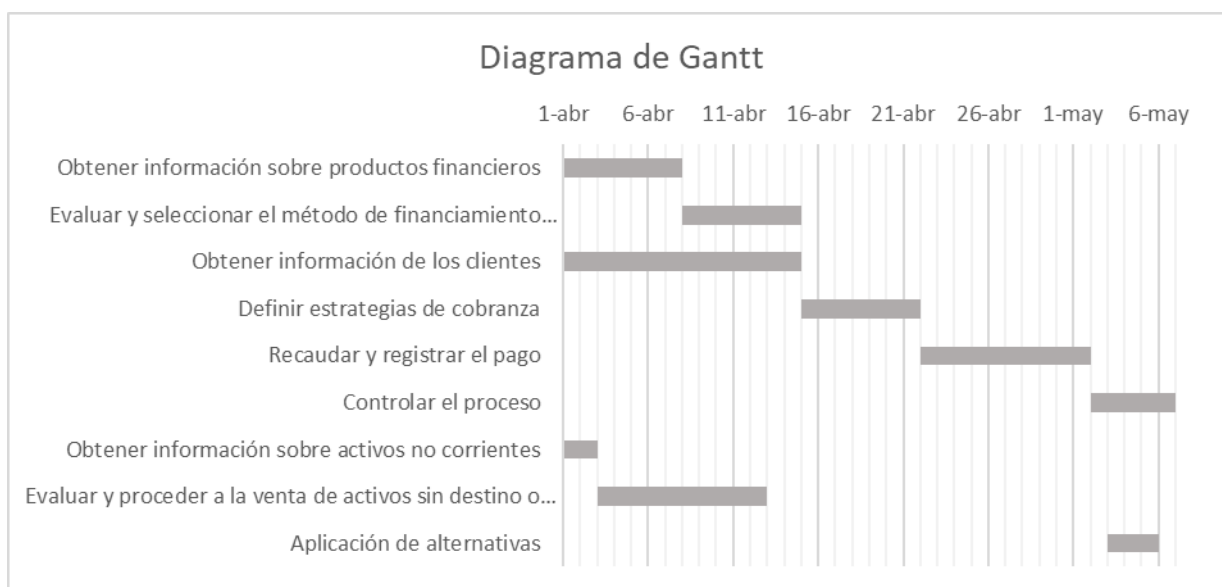 Diagrama de Gantt
1-abr 6-abr 11-abr 16-abr 21-abr 26-abr 1-may 6-may
Obtener información sobre productos financieros
Evaluar y seleccionar el método de financiamiento...
Obtener información de los clientes
Definir estrategias de cobranza
Recaudar y registrar el pago
Controlar el proceso
Obtener información sobre activos no corrientes
Evaluar y proceder a la venta de activos sin destino o...
Aplicación de alternativas